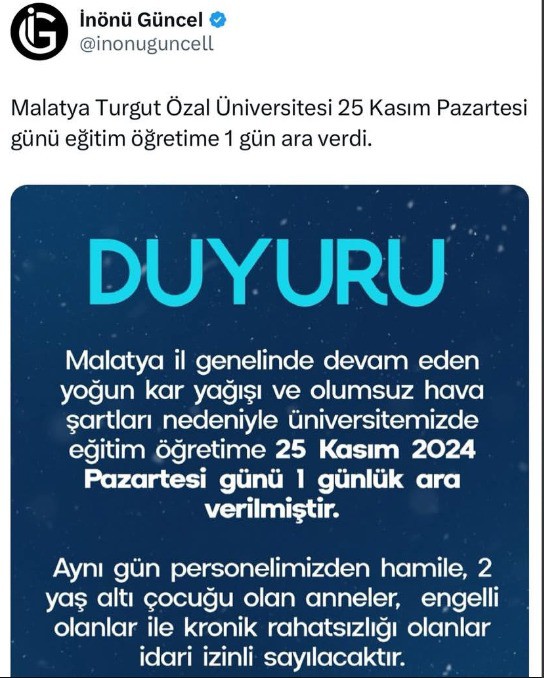 İnönü Güncel
@inonuguncell
Malatya Turgut Özal Üniversitesi 25 Kasım Pazartesi
günü eğitim öğretime 1 gün ara verdi.
DUYURU
Malatya il genelinde devam eden
yoğun kar yağışı ve olumsuz hava
şartları nedeniyle üniversitemizde
eğitim öğretime 25 Kasım 2024
Pazartesi günü 1 günlük ara
verilmiştir.
Aynı gün personelimizden hamile, 2
yaş altı çocuğu olan anneler, engelli
olanlar ile kronik rahatsızlığı olanlar
idari izinli sayılacaktır.